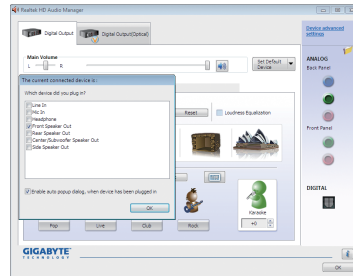 Realtek HD Audio Manager
Digital Output
Digital Output(Optical)
Device advanced settings
Main Volume
L
R
Set Default Device
ANALOG
Back Panel
The current connected device is :
Which device did you plug in?
Line In
Mic In
Headphone
Front Speaker Out
Rear Speaker Out
Center/Subwoofer Speaker Out
Side Speaker Out
Reset
Loudness Equalization
Front Panel
Enable auto popup dialog, when device has been plugged in
OK
DIGITAL
Karaoke
Pop
Live
Club
Rock
+0
GIGABYTE
TECHNOLOGY
OK